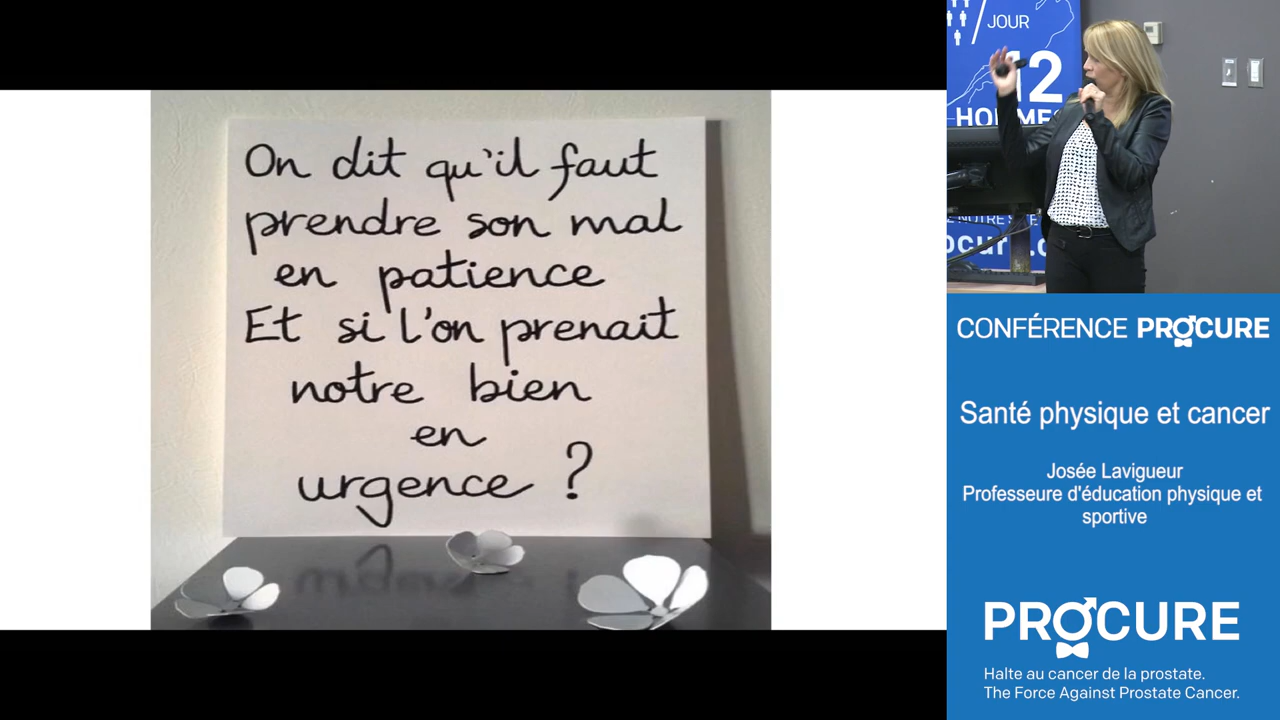 On dit qu'il faut
prendre son mal
en patience
Et si l'on prenait
notre bien
en
urgence ?
/ JOUR
12
HOMMES
CONFÉRENCE PROCURE
Santé physique et cancer
Josée Lavigueur
Professeure d'éducation physique et
sportive
PROCURE
Halte au cancer de la prostate.
The Force Against Prostate Cancer.